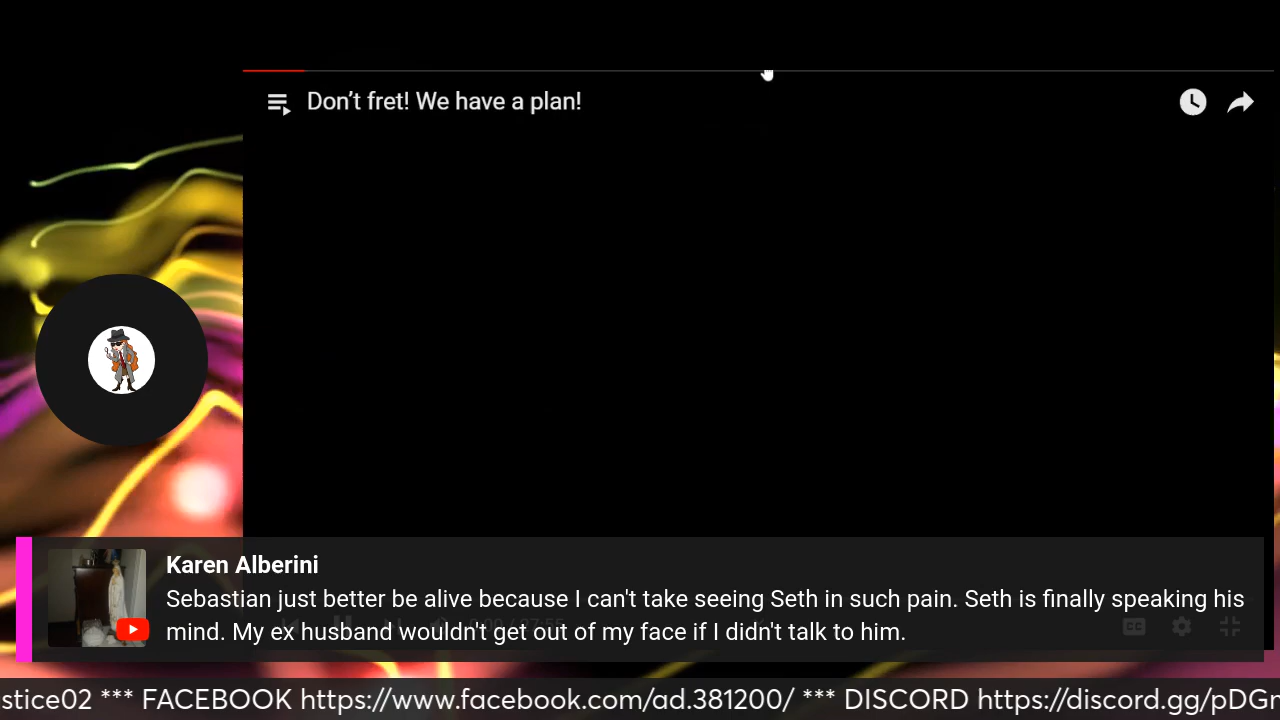 Don’t fret! We have a plan!
Karen Alberini
Sebastian just better be alive because I can't take seeing Seth in such pain. Seth is finally speaking his
mind. My ex husband wouldn't get out of my face if I didn't talk to him.
CC
stice02 *** FACEBOOK https://www.facebook.com/ad.381200/ *** DISCORD https://discord.gg/pDGr